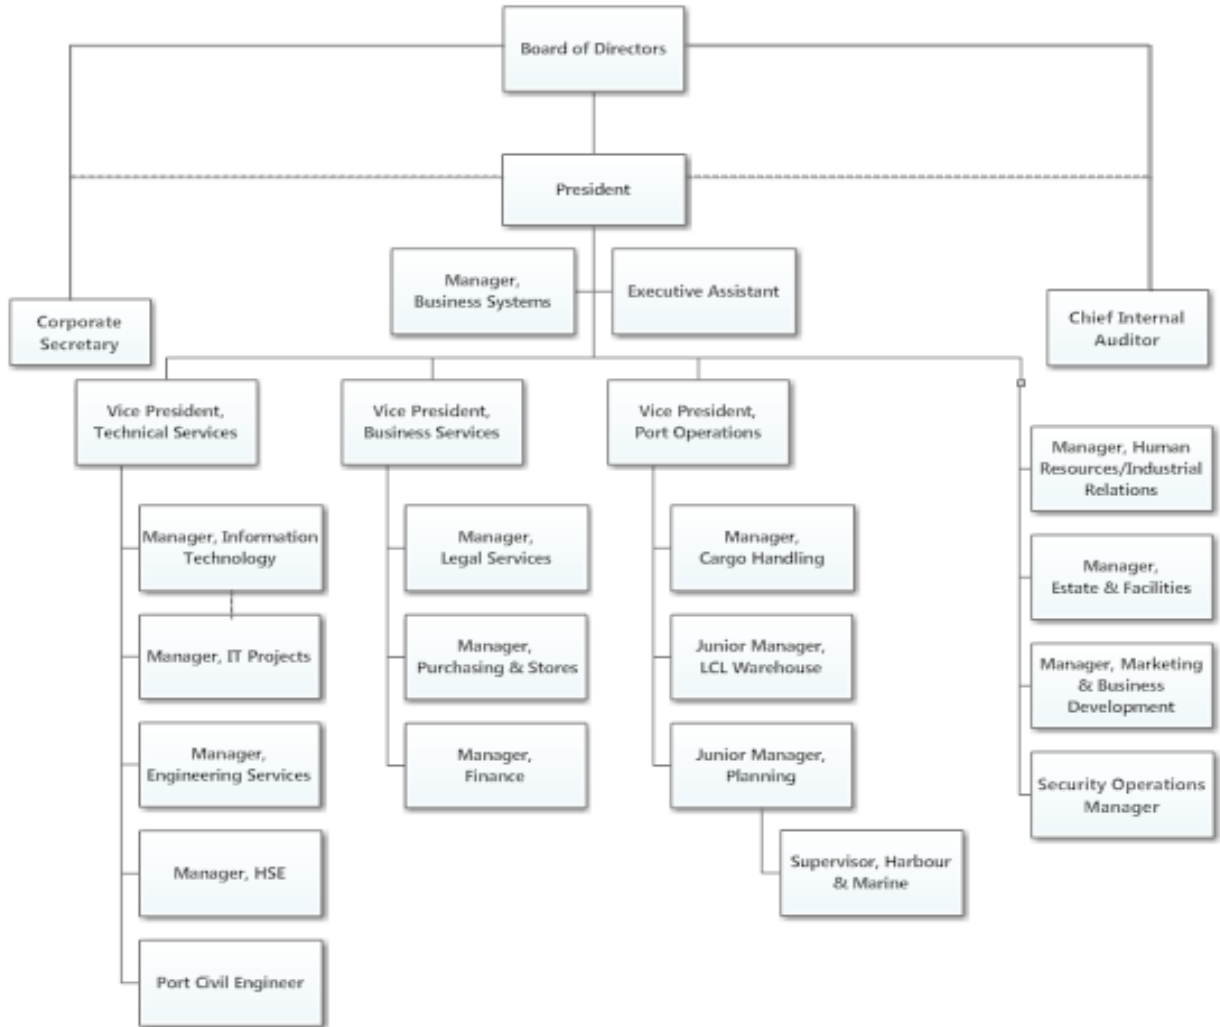 Board of Directors
President
Manager,
Business Systems
Executive Assistant
Corporate
Secretary
Chief Internal
Auditor
Vice President,
Technical Services
Vice President,
Business Services
Vice President,
Port Operations
Manager, Information
Technology
Manager, IT Projects
Manager,
Engineering Services
Manager, HSE
Port Civil Engineer
Manager,
Legal Services
Manager,
Purchasing & Stores
Manager,
Finance
Manager,
Cargo Handling
Junior Manager,
LCL Warehouse
Junior Manager,
Planning
Supervisor, Harbour
& Marine
Manager, Human
Resources/Industrial
Relations
Manager,
Estate & Facilities
Manager, Marketing
& Business
Development
Security Operations
Manager